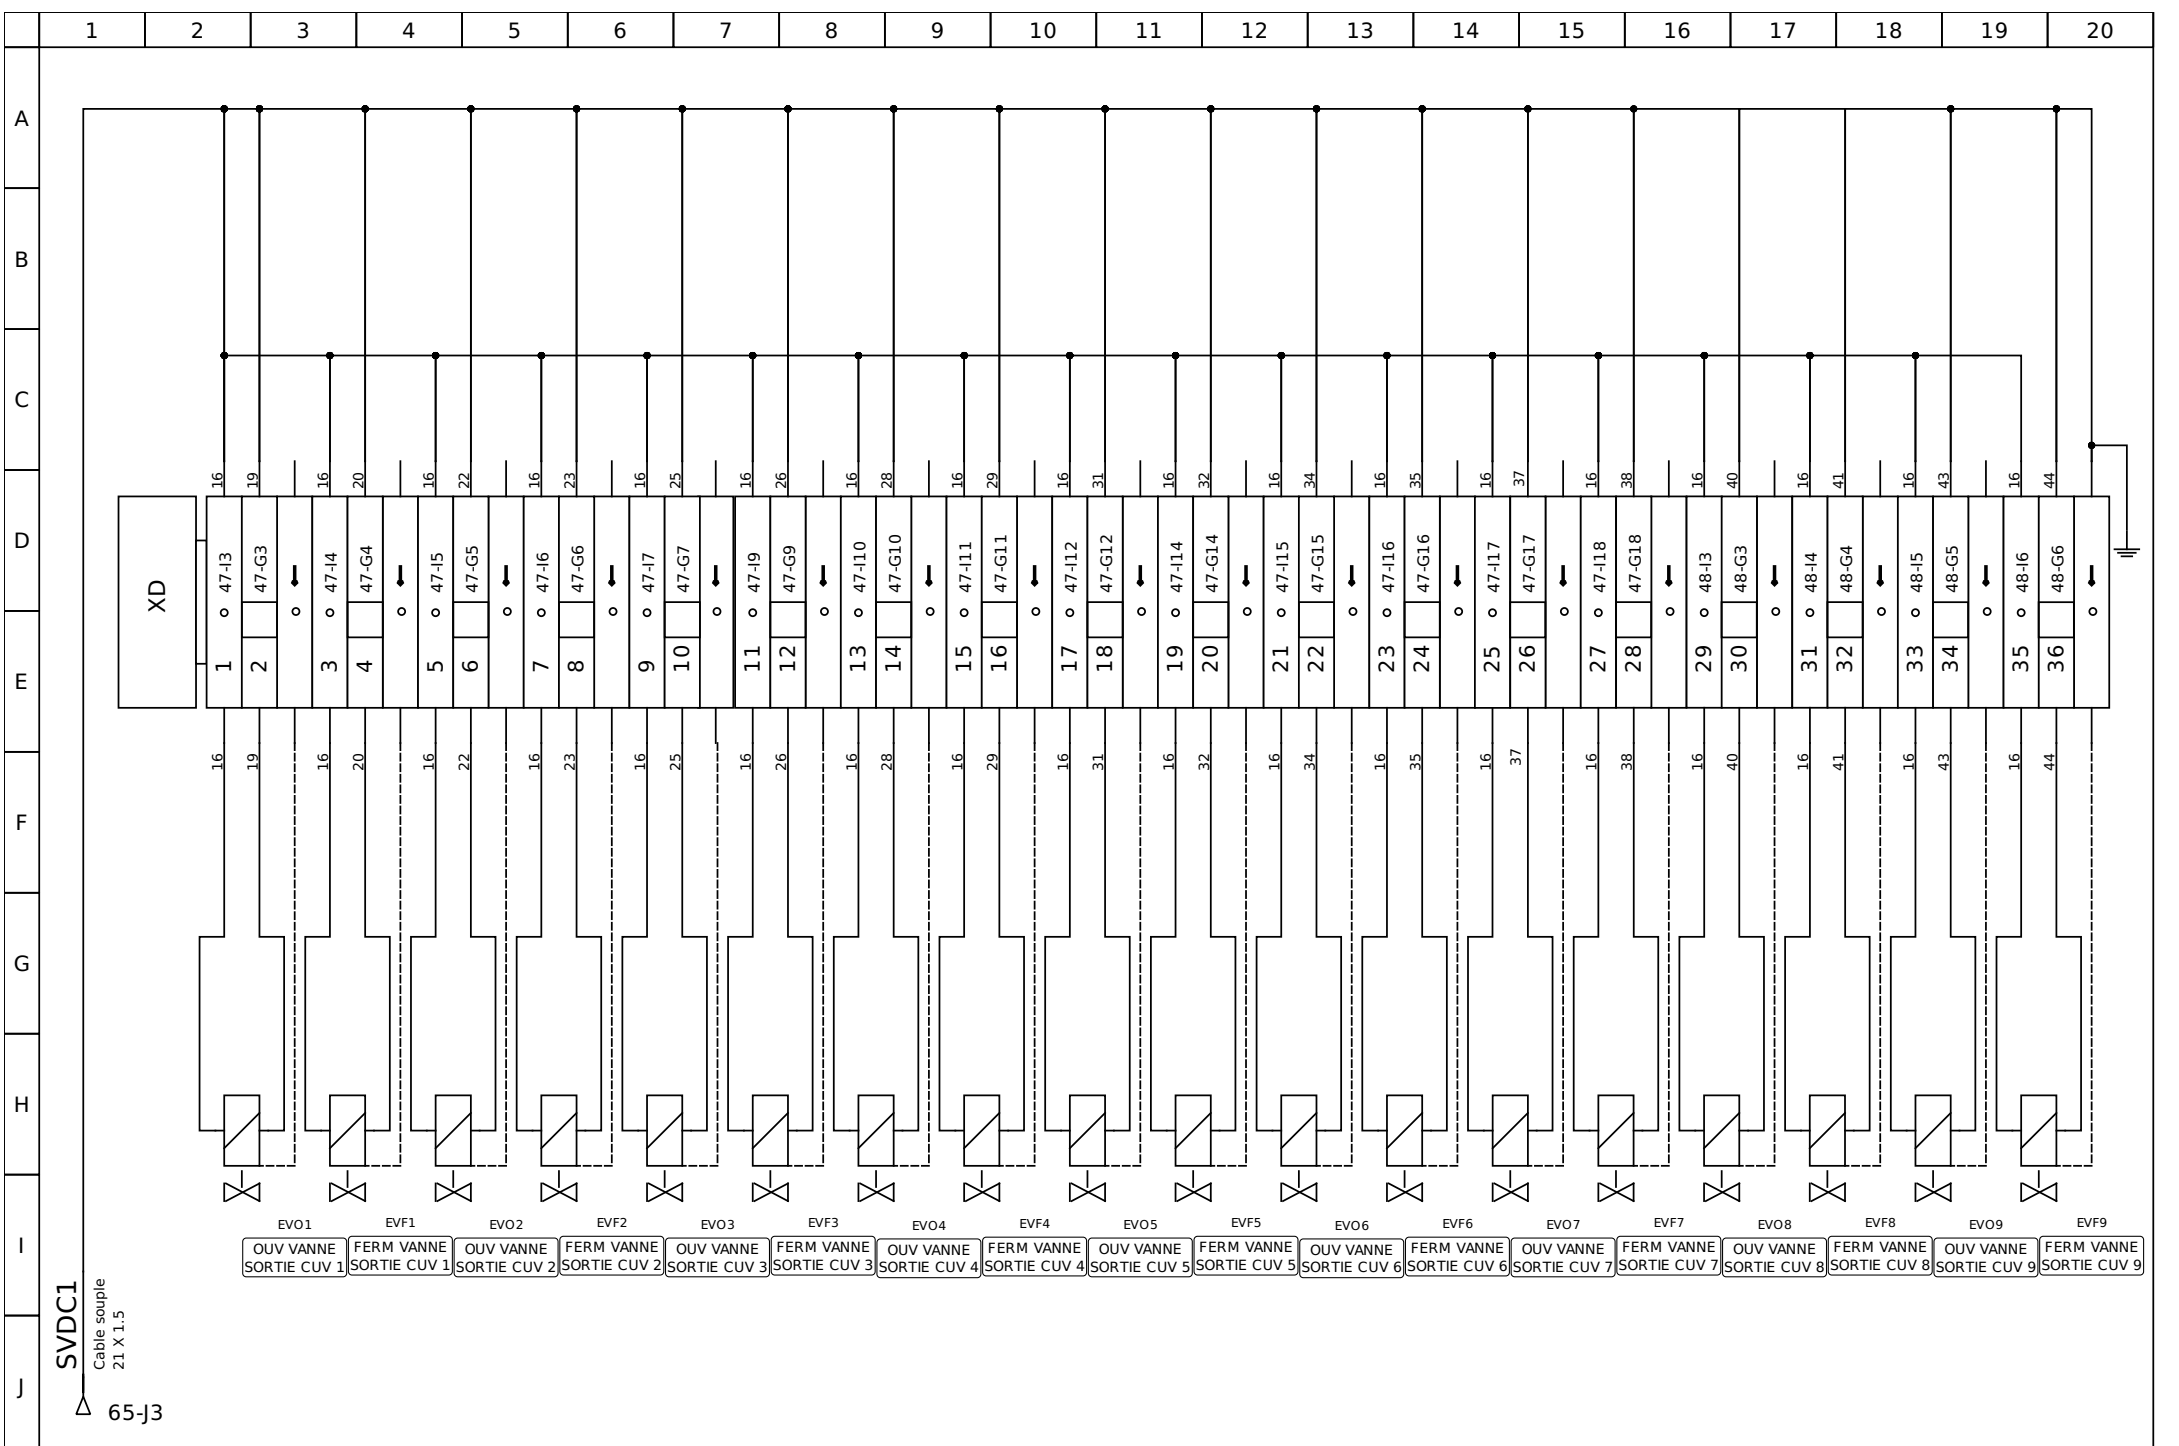 1 2 3 4 5 6 7 8 9 10 11 12 13 14 15 16 17 18 19 20
A
B
C
D
E
F
G
H
I
J
16 19 16 20 16 22 16 23 16 25 16 26 16 28 16 29 16 31 16 32 16 34 16 35 16 37 16 38 16 40 16 41 16 43 16 44
XD
47-I3 47-G3 47-I4 47-G4 47-I5 47-G5 47-I6 47-G6 47-I7 47-G7 47-I9 47-G9 47-I10 47-G10 47-I11 47-G11 47-I12 47-G12 47-I14 47-G14 47-I15 47-G15 47-I16 47-G16 47-I17 47-G17 47-I18 47-G18 48-I3 48-G3 48-I4 48-G4 48-I5 48-G5 48-I6 48-G6
1 2 3 4 5 6 7 8 9 10 11 12 13 14 15 16 17 18 19 20 21 22 23 24 25 26 27 28 29 30 31 32 33 34 35 36
16 19 16 20 16 22 16 23 16 25 16 26 16 28 16 29 16 31 16 32 16 34 16 35 16 37 16 38 16 40 16 41 16 43 16 44
EVO1 EVF1 EVO2 EVF2 EVO3 EVF3 EVO4 EVF4 EVO5 EVF5 EVO6 EVF6 EVO7 EVF7 EVO8 EVF8 EVO9 EVF9
OUV VANNE FERM VANNE OUV VANNE FERM VANNE OUV VANNE FERM VANNE OUV VANNE FERM VANNE OUV VANNE FERM VANNE OUV VANNE FERM VANNE OUV VANNE FERM VANNE OUV VANNE FERM VANNE OUV VANNE FERM VANNE
SORTIE CUV 1 SORTIE CUV 1 SORTIE CUV 2 SORTIE CUV 2 SORTIE CUV 3 SORTIE CUV 3 SORTIE CUV 4 SORTIE CUV 4 SORTIE CUV 5 SORTIE CUV 5 SORTIE CUV 6 SORTIE CUV 6 SORTIE CUV 7 SORTIE CUV 7 SORTIE CUV 8 SORTIE CUV 8 SORTIE CUV 9 SORTIE CUV 9
SVDC1
Cable souple
21 X 1.5
65-J3